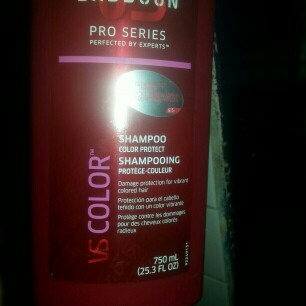 PRO SERIES
PERFECTED BY EXPERTS™
VS COLOR™
SHAMPOO
COLOR PROTECT
SHAMPOOING
PROTÈGE-COULEUR
Damage protection for vibrant
colored hair
Protección para el cabello
teñido con un color vibrante
Protège contre les dommages
pour des cheveux colorés
radieux
750 mL
(25.3 FL OZ)